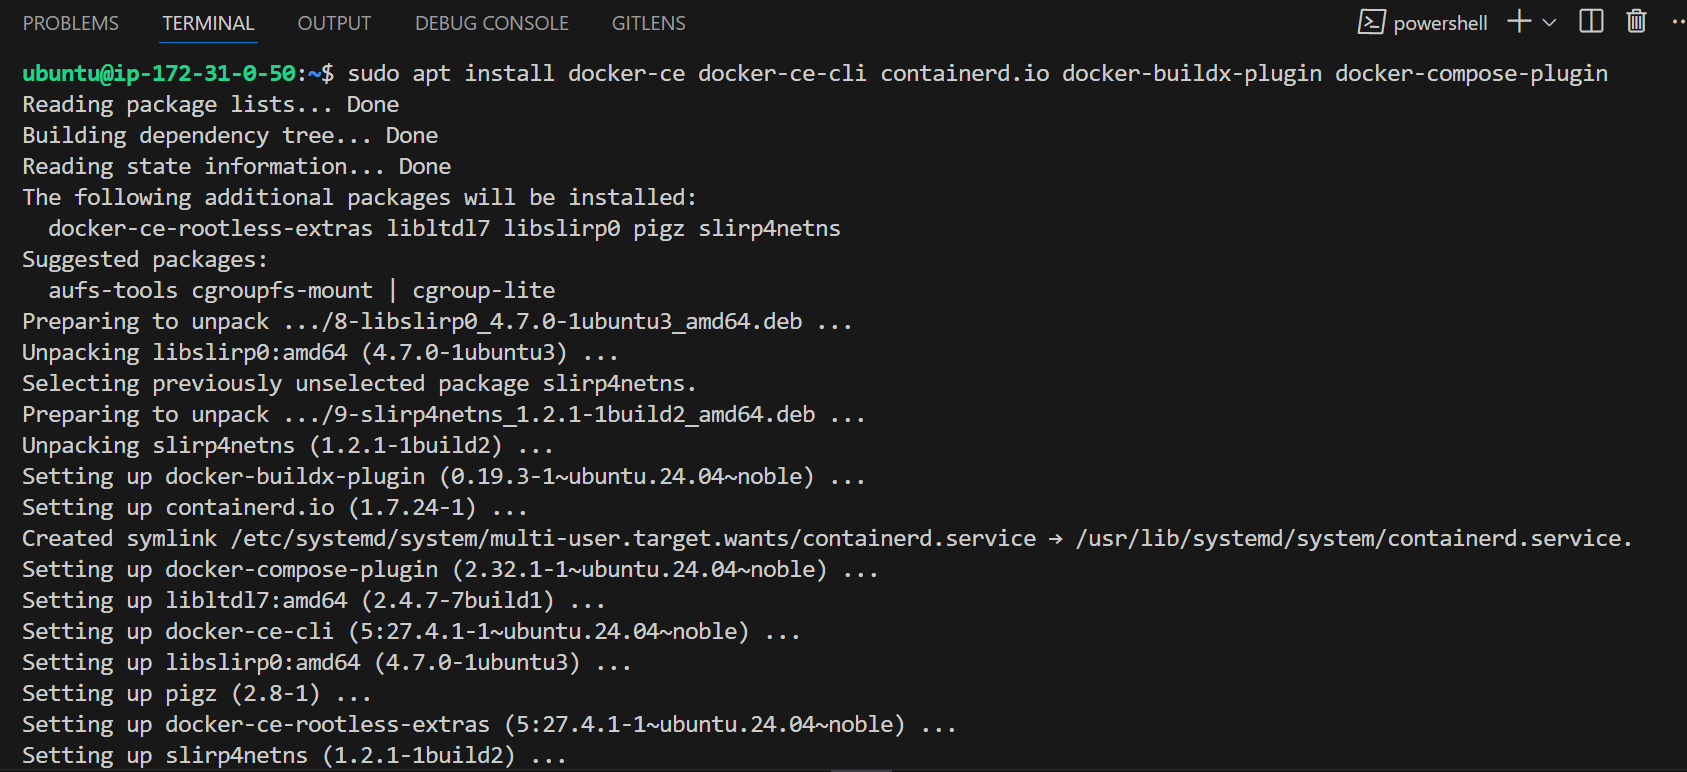 PROBLEMS TERMINAL OUTPUT DEBUG CONSOLE GITLENS powershell
ubuntu@ip-172-31-0-50:~$ sudo apt install docker-ce docker-ce-cli containerd.io docker-buildx-plugin docker-compose-plugin
Reading package lists... Done
Building dependency tree... Done
Reading state information... Done
The following additional packages will be installed:
  docker-ce-rootless-extras libltdl7 libslirp0 pigz slirp4netns
Suggested packages:
  aufs-tools cgroupfs-mount | cgroup-lite
Preparing to unpack .../8-libslirp0_4.7.0-1ubuntu3_amd64.deb ...
Unpacking libslirp0:amd64 (4.7.0-1ubuntu3) ...
Selecting previously unselected package slirp4netns.
Preparing to unpack .../9-slirp4netns_1.2.1-1build2_amd64.deb ...
Unpacking slirp4netns (1.2.1-1build2) ...
Setting up docker-buildx-plugin (0.19.3-1~ubuntu.24.04~noble) ...
Setting up containerd.io (1.7.24-1) ...
Created symlink /etc/systemd/system/multi-user.target.wants/containerd.service → /usr/lib/systemd/system/containerd.service.
Setting up docker-compose-plugin (2.32.1-1~ubuntu.24.04~noble) ...
Setting up libltdl7:amd64 (2.4.7-7build1) ...
Setting up docker-ce-cli (5:27.4.1-1~ubuntu.24.04~noble) ...
Setting up libslirp0:amd64 (4.7.0-1ubuntu3) ...
Setting up pigz (2.8-1) ...
Setting up docker-ce-rootless-extras (5:27.4.1-1~ubuntu.24.04~noble) ...
Setting up slirp4netns (1.2.1-1build2) ...